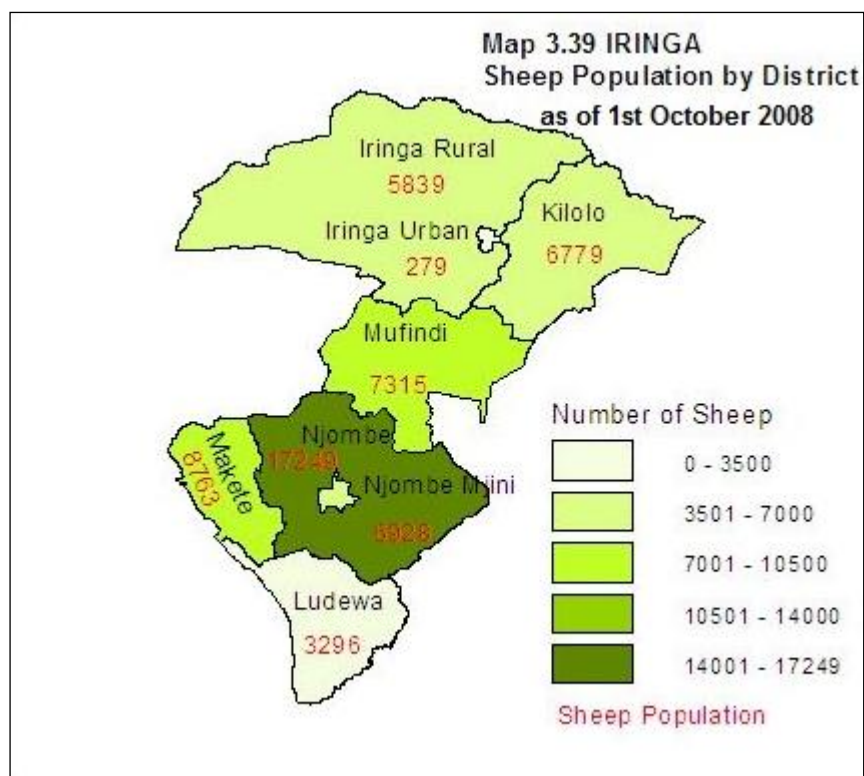 Map 3.39 IRINGA
Sheep Population by District
as of 1st October 2008
Iringa Rural
5839
Iringa Urban
279
Kilolo
6779
Mufindi
7315
Njombe
17249
Makete
8763
Njombe Mjini
6928
Ludewa
3296
Number of Sheep
0 - 3500
3501 - 7000
7001 - 10500
10501 - 14000
14001 - 17249
Sheep Population